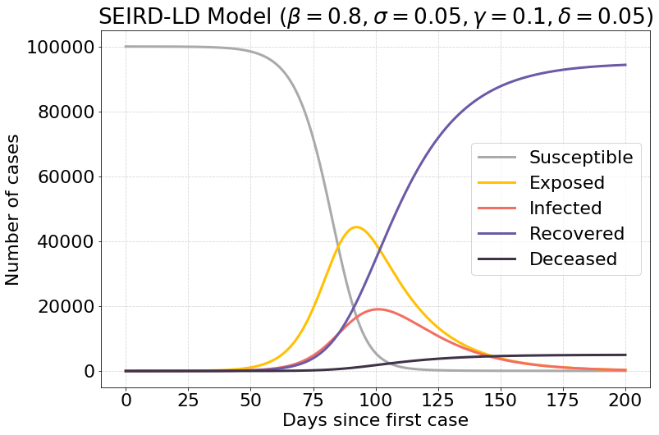 SEIRD-LD Model (β = 0.8, σ = 0.05, γ = 0.1, δ = 0.05)
Number of cases
100000
80000
60000
40000
20000
0
Susceptible
Exposed
Infected
Recovered
Deceased
0 25 50 75 100 125 150 175 200
Days since first case